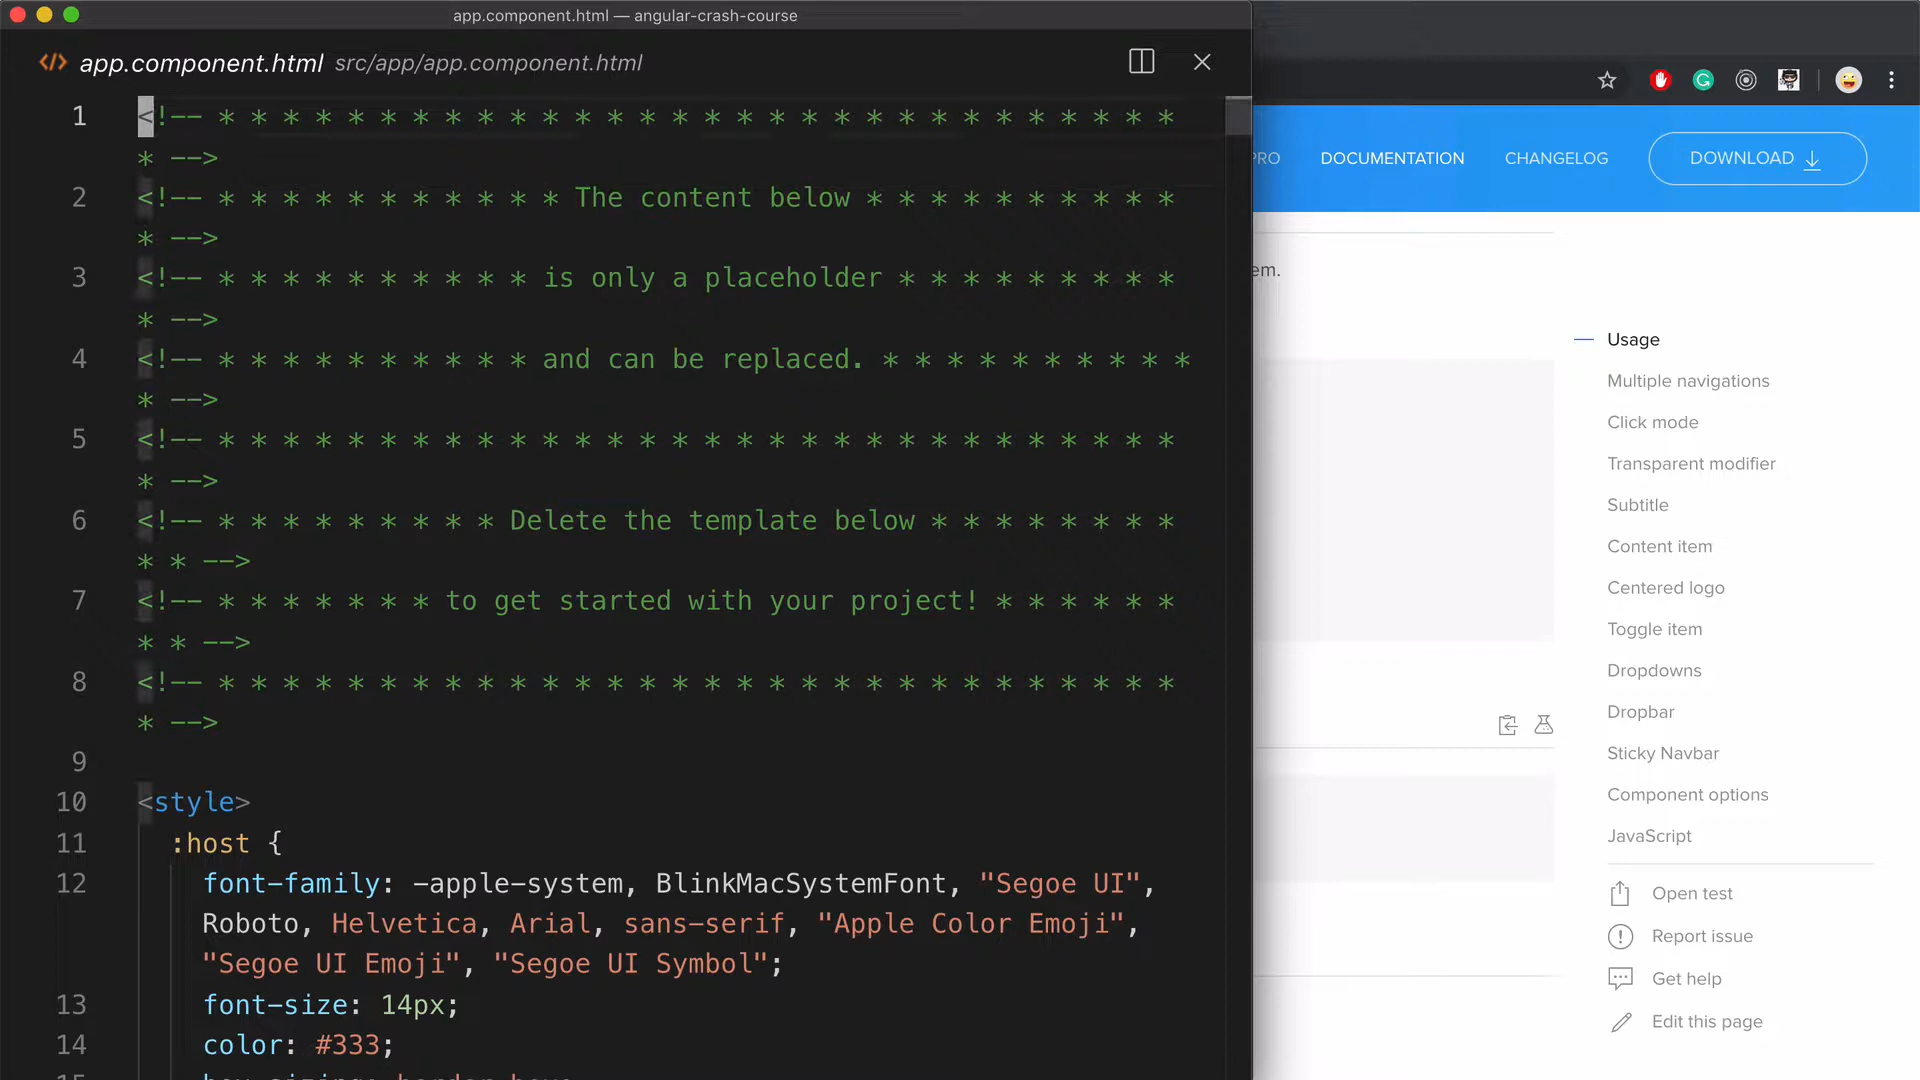 app.component.html — angular-crash-course
</> app.component.html src/app/app.component.html
1 <!-- * * * * * * * * * * * * * * * * * * * * * * * * * * * * * *
* -->
2 <!-- * * * * * * * * * * * The content below * * * * * * * * * *
* -->
3 <!-- * * * * * * * * * * is only a placeholder * * * * * * * * *
* -->
4 <!-- * * * * * * * * * * and can be replaced. * * * * * * * * * *
* -->
5 <!-- * * * * * * * * * * * * * * * * * * * * * * * * * * * * * *
* -->
6 <!-- * * * * * * * * * Delete the template below * * * * * * * *
* * -->
7 <!-- * * * * * * * to get started with your project! * * * * * *
* * -->
8 <!-- * * * * * * * * * * * * * * * * * * * * * * * * * * * * * *
* -->
9
10 <style>
11 :host {
12 font-family: -apple-system, BlinkMacSystemFont, "Segoe UI",
Roboto, Helvetica, Arial, sans-serif, "Apple Color Emoji",
"Segoe UI Emoji", "Segoe UI Symbol";
13 font-size: 14px;
14 color: #333;
PRO DOCUMENTATION CHANGELOG DOWNLOAD
em.
Usage
Multiple navigations
Click mode
Transparent modifier
Subtitle
Content item
Centered logo
Toggle item
Dropdowns
Dropbar
Sticky Navbar
Component options
JavaScript
Open test
Report issue
Get help
Edit this page